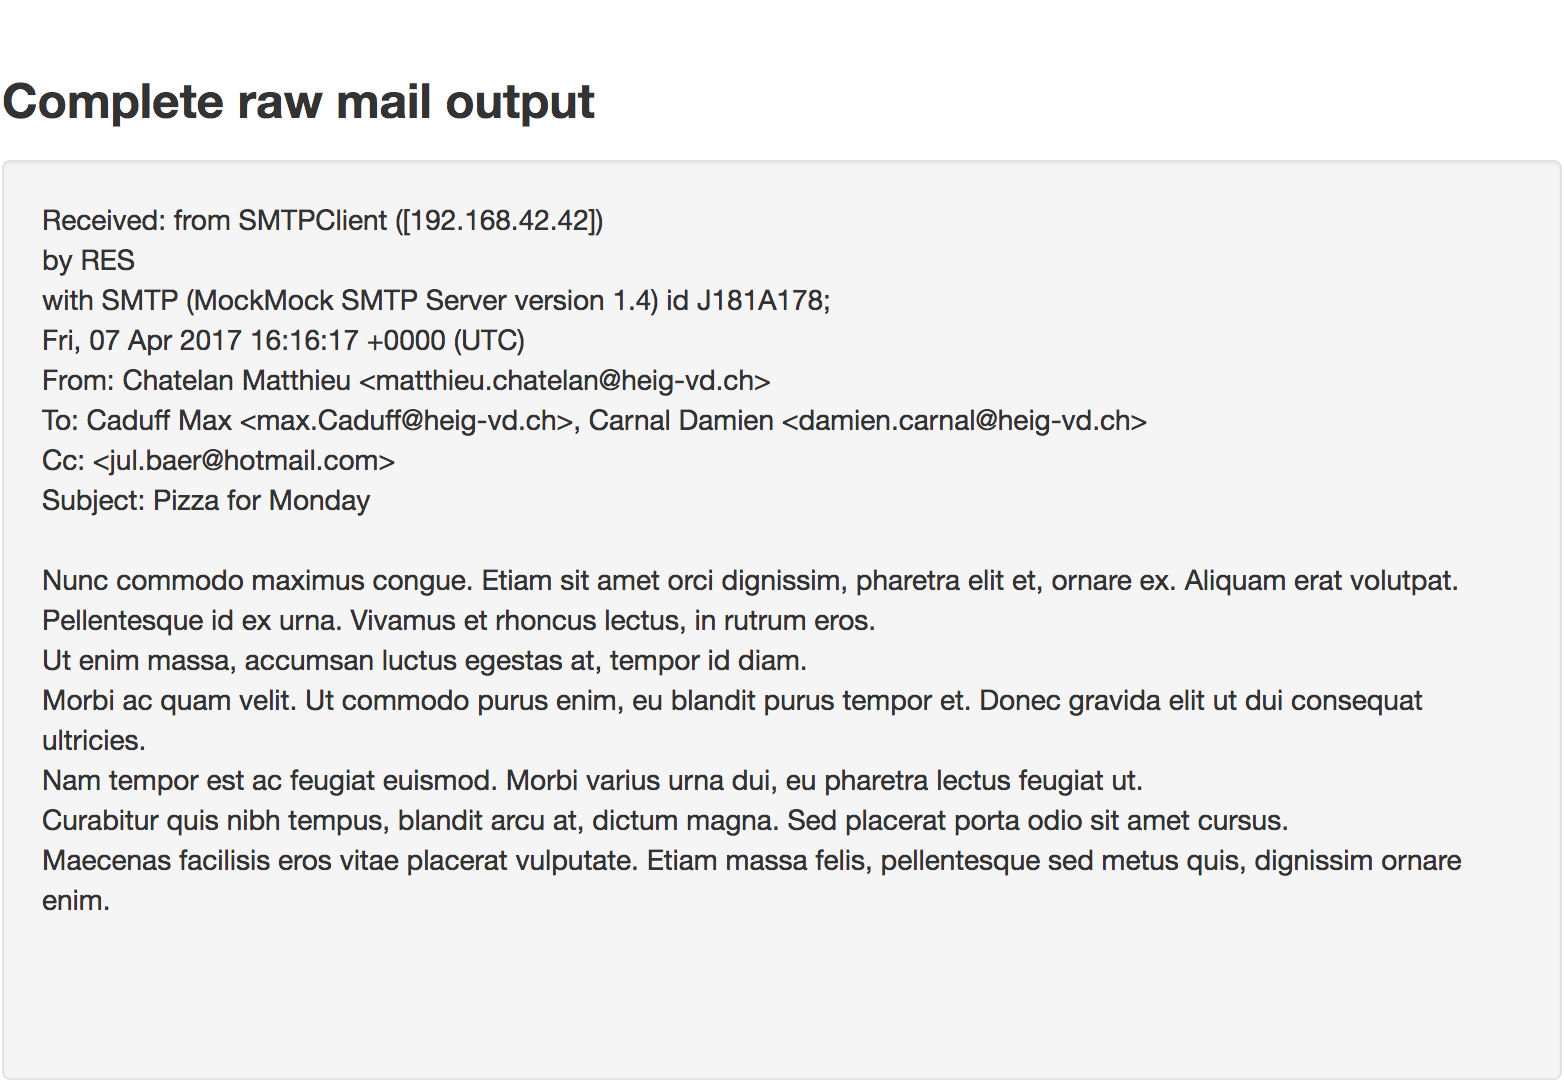 Complete raw mail output
Received: from SMTPClient ([192.168.42.42])
by RES
with SMTP (MockMock SMTP Server version 1.4) id J181A178;
Fri, 07 Apr 2017 16:16:17 +0000 (UTC)
From: Chatelan Matthieu <matthieu.chatelan@heig-vd.ch>
To: Caduff Max <max.Caduff@heig-vd.ch>, Carnal Damien <damien.carnal@heig-vd.ch>
Cc: <jul.baer@hotmail.com>
Subject: Pizza for Monday
Nunc commodo maximus congue. Etiam sit amet orci dignissim, pharetra elit et, ornare ex. Aliquam erat volutpat.
Pellentesque id ex urna. Vivamus et rhoncus lectus, in rutrum eros.
Ut enim massa, accumsan luctus egestas at, tempor id diam.
Morbi ac quam velit. Ut commodo purus enim, eu blandit purus tempor et. Donec gravida elit ut dui consequat
ultricies.
Nam tempor est ac feugiat euismod. Morbi varius urna dui, eu pharetra lectus feugiat ut.
Curabitur quis nibh tempus, blandit arcu at, dictum magna. Sed placerat porta odio sit amet cursus.
Maecenas facilisis eros vitae placerat vulputate. Etiam massa felis, pellentesque sed metus quis, dignissim ornare
enim.